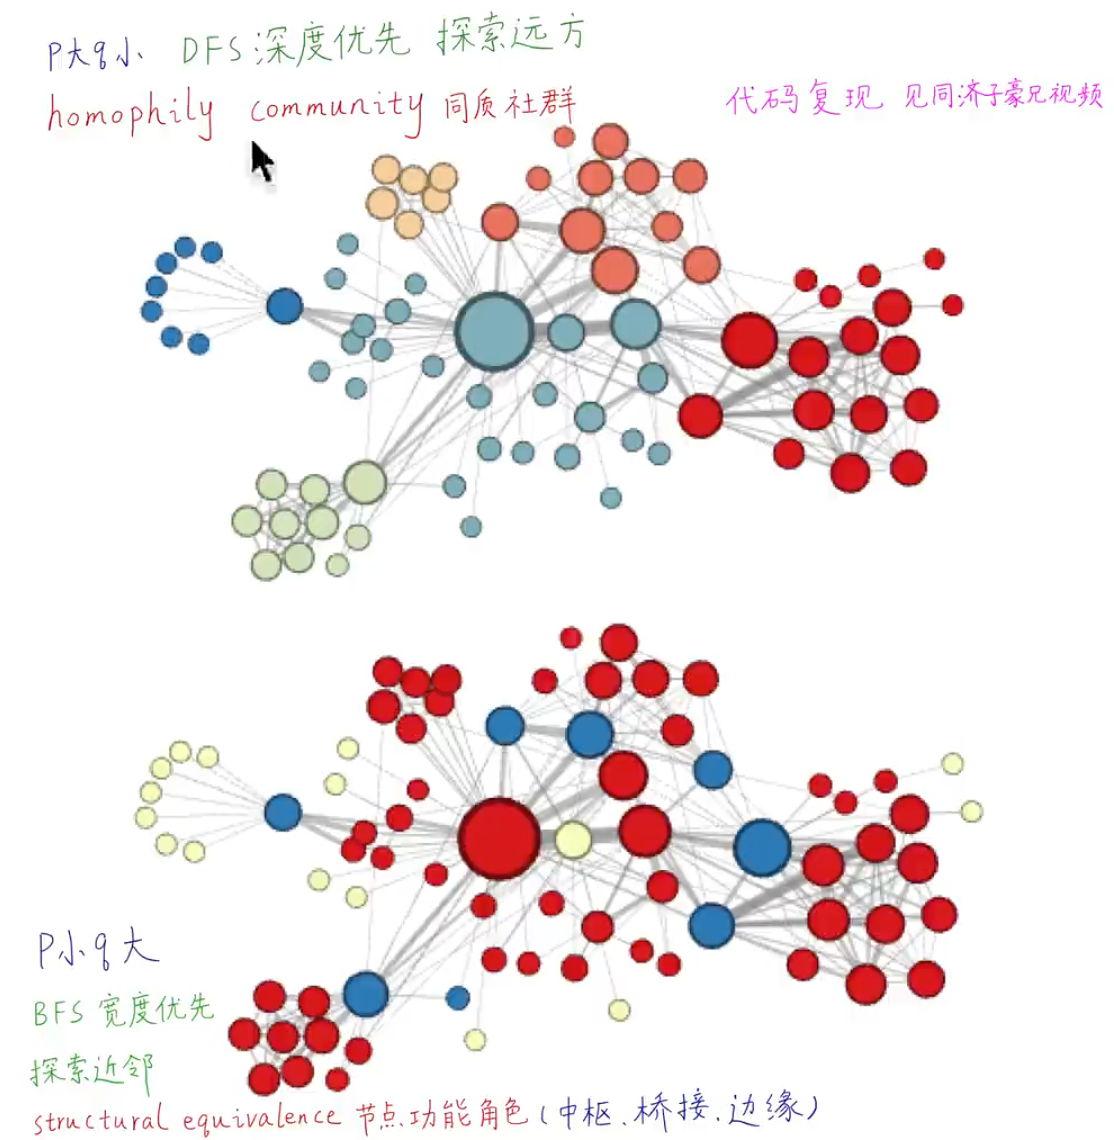 P大q小 DFS深度优先 探索远方
homophily community 同质社群
代码复现 见同济子豪兄视频
P小q大
BFS 宽度优先
探索近邻
structural equivalence 节点功能角色(中枢、桥接、边缘)